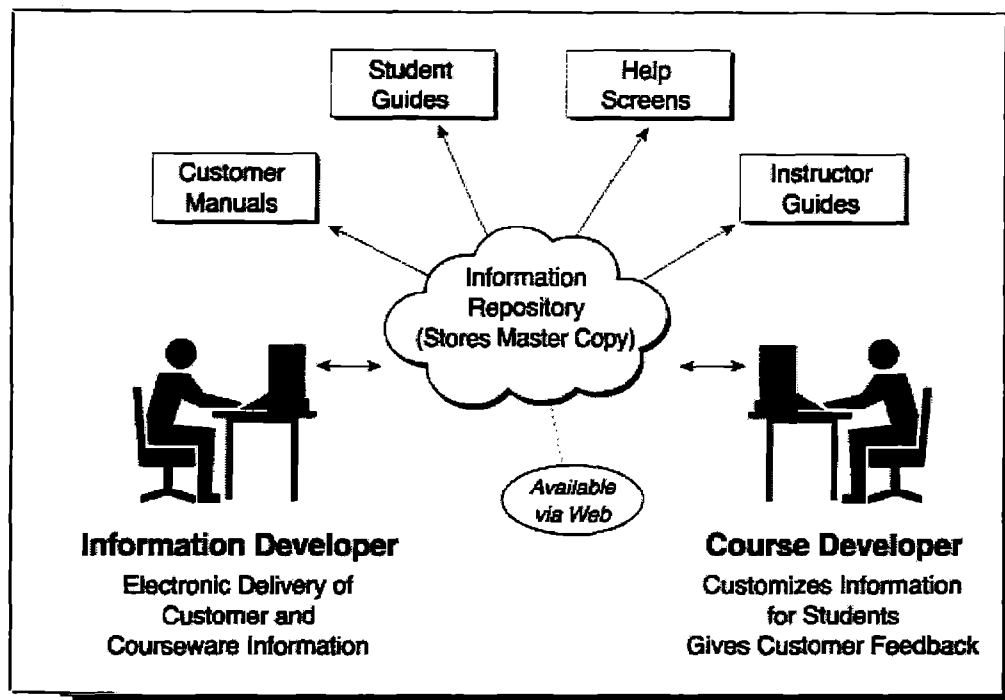 Student
Guides
Help
Screens
Customer
Manuals
Instructor
Guides
Information
Repository
(Stores Master Copy)
Available
via Web
Information Developer
Electronic Delivery of
Customer and
Courseware Information
Course Developer
Customizes Information
for Students
Gives Customer Feedback